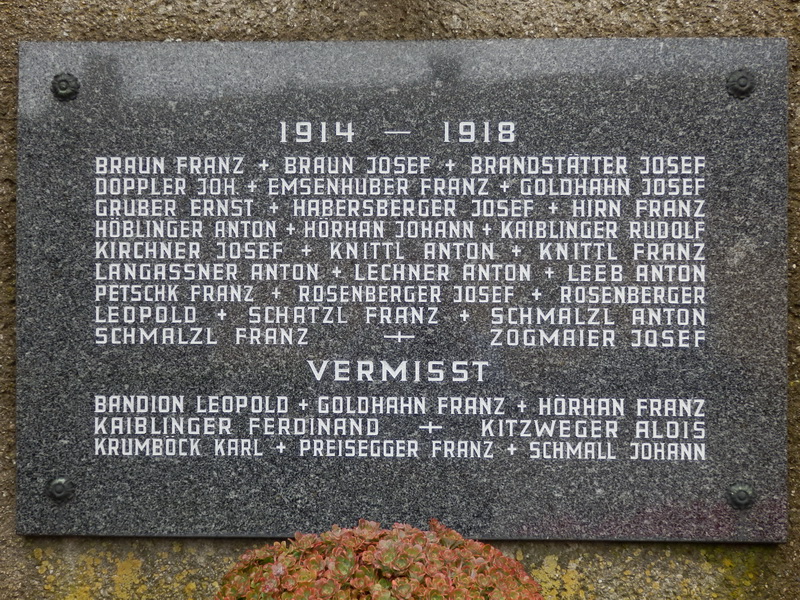 1914 — 1918
BRAUN FRANZ + BRAUN JOSEF + BRANDSTÄTTER JOSEF
DOPPLER JOH + EMSENHUBER FRANZ + GOLDHAHN JOSEF
GRUBER ERNST + HABERSBERGER JOSEF + HIRN FRANZ
HÖBLINGER ANTON + HÖRHAN JOHANN + KAIBLINGER RUDOLF
KIRCHNER JOSEF + KNITTL ANTON + KNITTL FRANZ
LANGASSNER ANTON + LECHNER ANTON + LEEB ANTON
PETSCHK FRANZ + ROSENBERGER JOSEF + ROSENBERGER
LEOPOLD + SCHATZL FRANZ + SCHMALZL ANTON
SCHMALZL FRANZ + ZOGMAIER JOSEF
VERMISST
BANDION LEOPOLD + GOLDHAHN FRANZ + HÖRHAN FRANZ
KAIBLINGER FERDINAND + KITZWEGER ALOIS
KRUMBÖCK KARL + PREISEGGER FRANZ + SCHMALL JOHANN